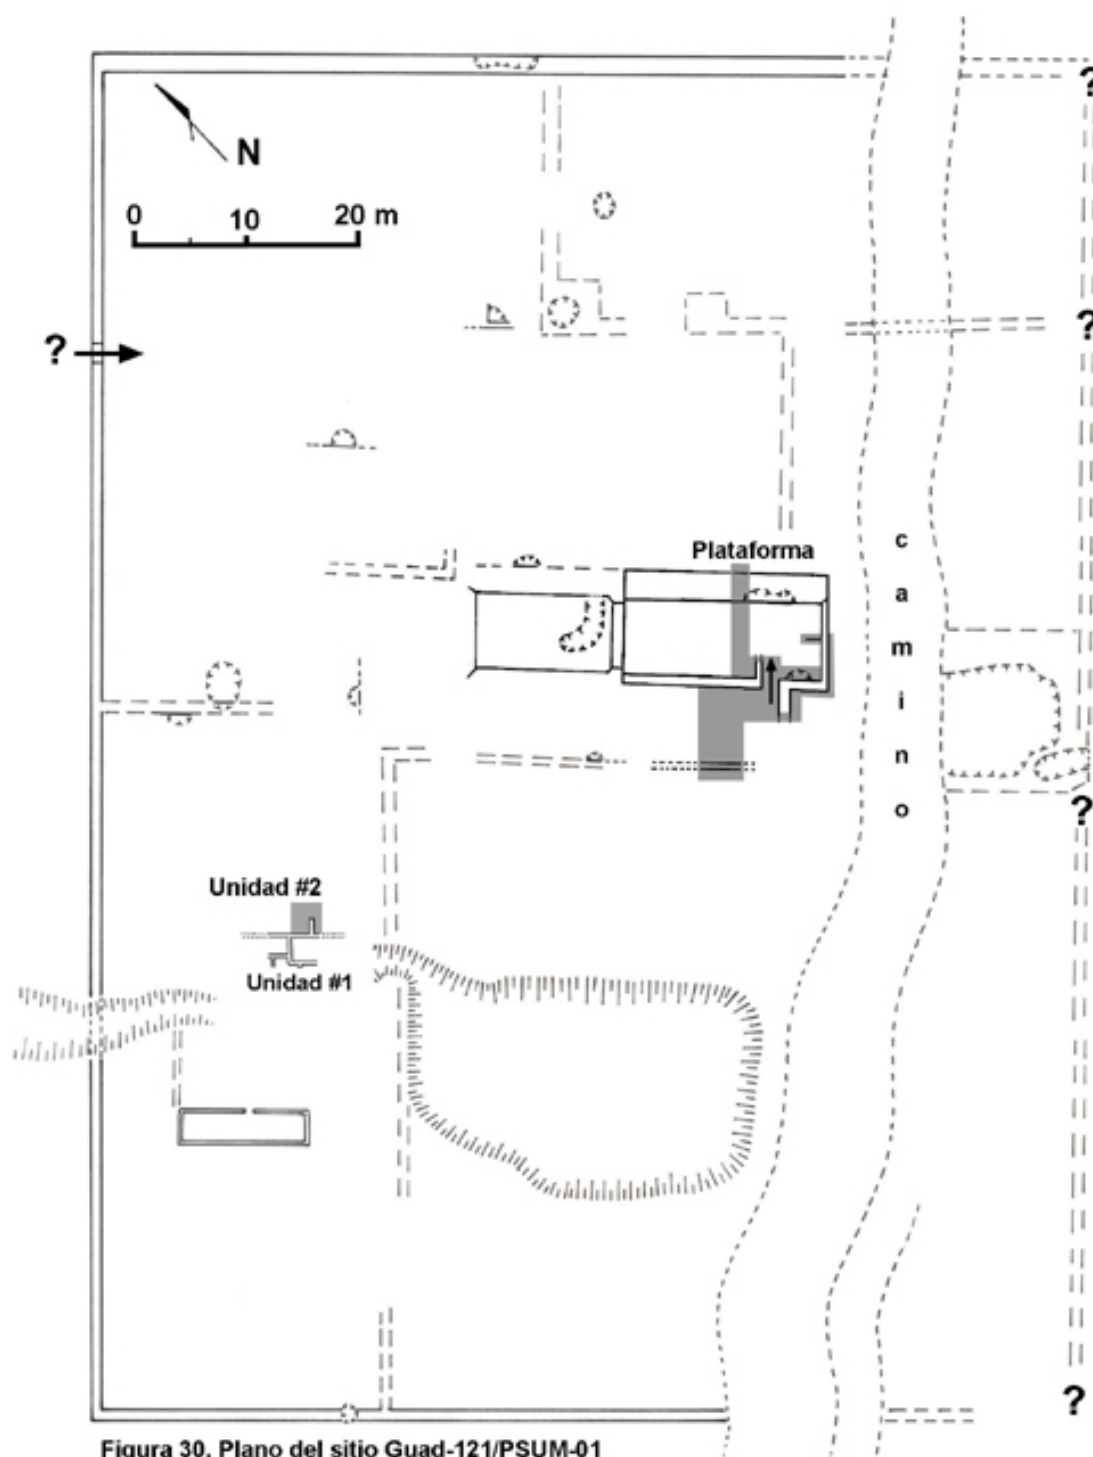 ?
N
0 10 20 m
?
?
Plataforma
c
a
m
i
n
o
?
Unidad #2
Unidad #1
?
Figura 30. Plano del sitio Guad-121/PSUM-01